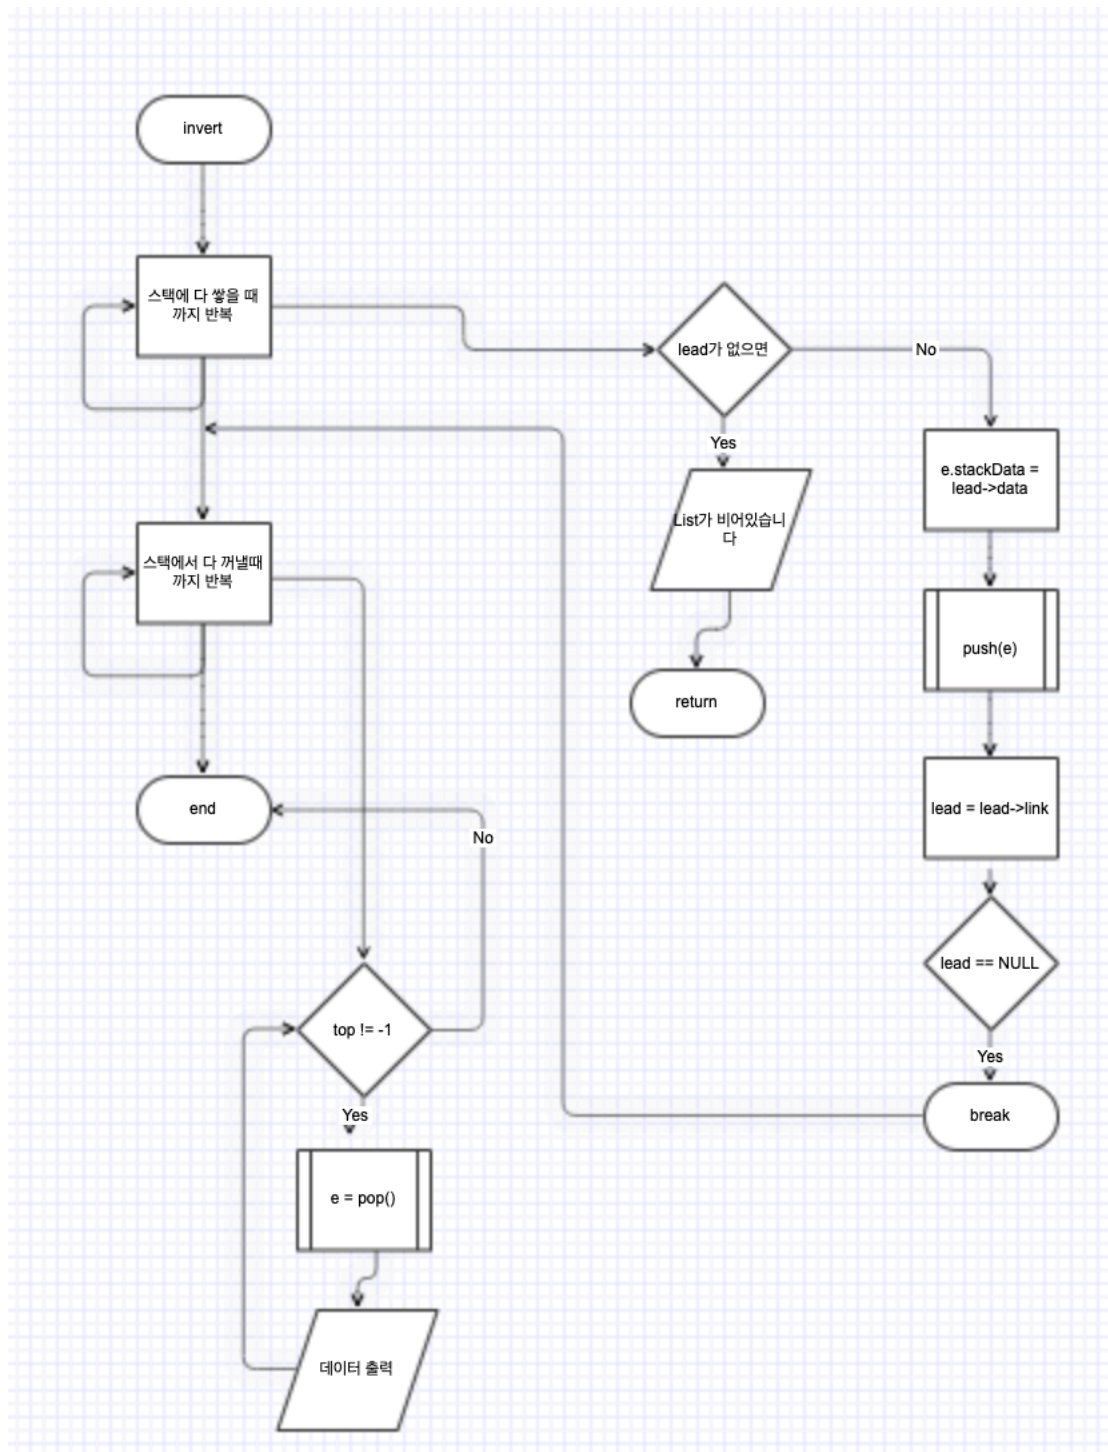 invert
스택에 다 쌓을 때
까지 반복
lead가 없으면
No
Yes
e.stackData =
lead->data
List가 비어있습니
다
스택에서 다 꺼낼때
까지 반복
push(e)
return
end
lead = lead->link
No
lead == NULL
top != -1
Yes
Yes
break
e = pop()
데이터 출력